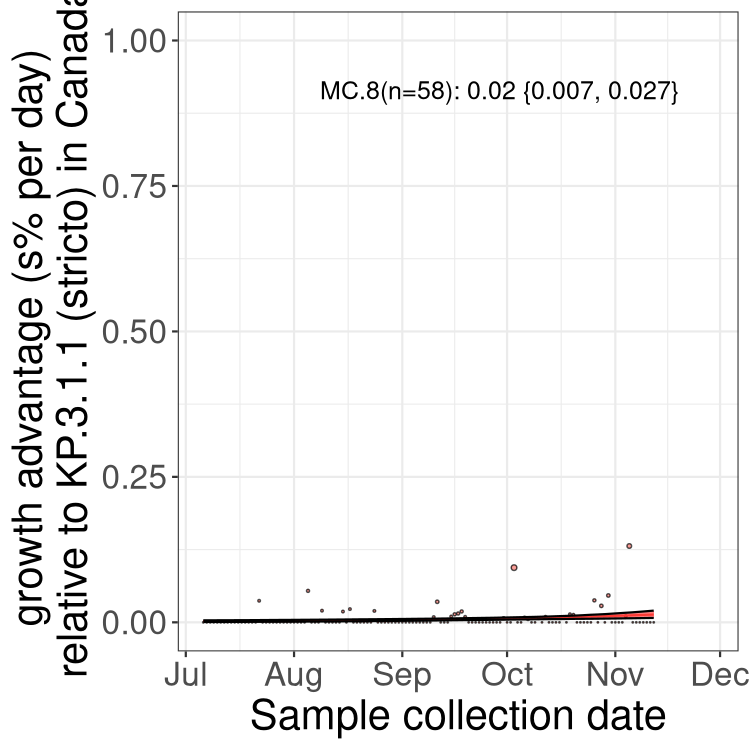 growth advantage (s% per day)
relative to KP.3.1.1 (stricto) in Canada
1.00
0.75
0.50
0.25
0.00
MC.8(n=58): 0.02 {0.007, 0.027}
Jul Aug Sep Oct Nov Dec
Sample collection date